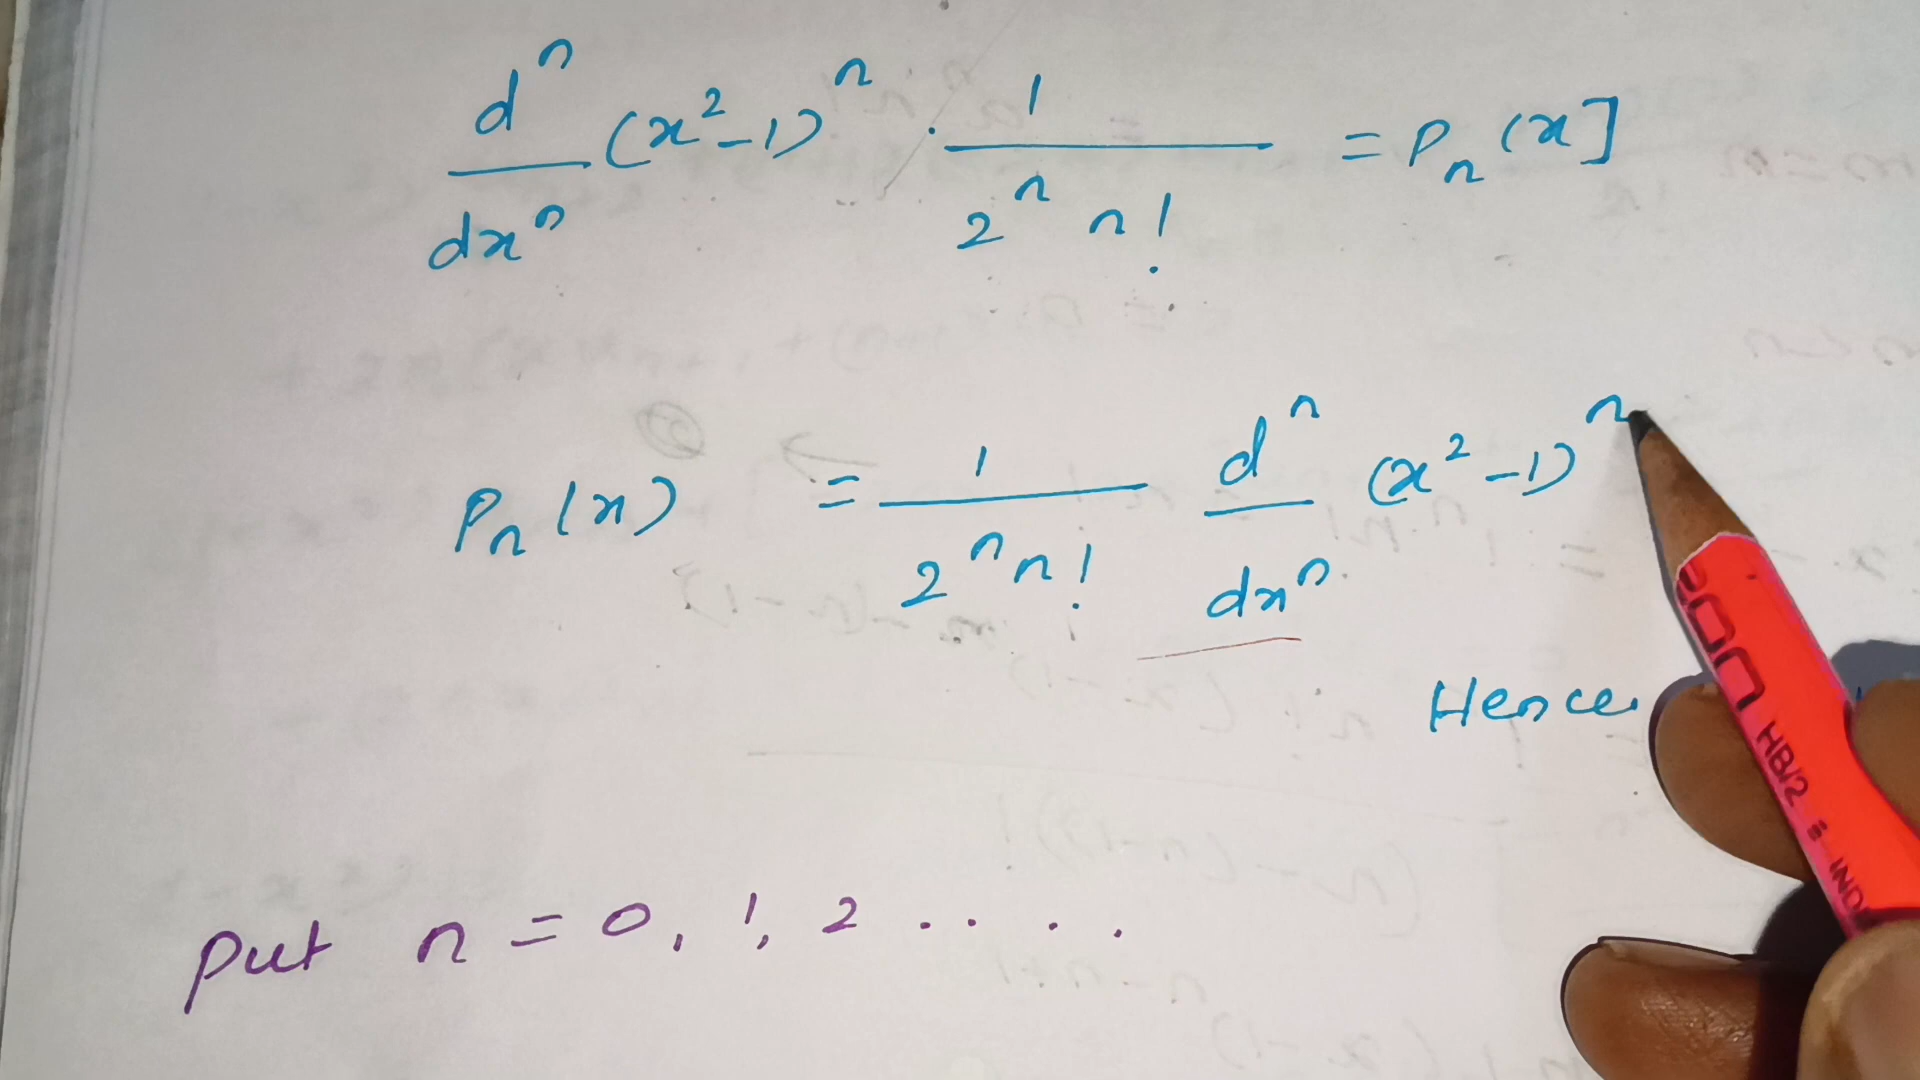 dⁿ/dxⁿ (x²-1)ⁿ · 1/2ⁿ n! = Pₙ(x]
Pₙ(x) = 1/2ⁿ n! dⁿ/dxⁿ (x²-1)ⁿ
Hence
HB/2
Put n = 0, 1, 2 ....